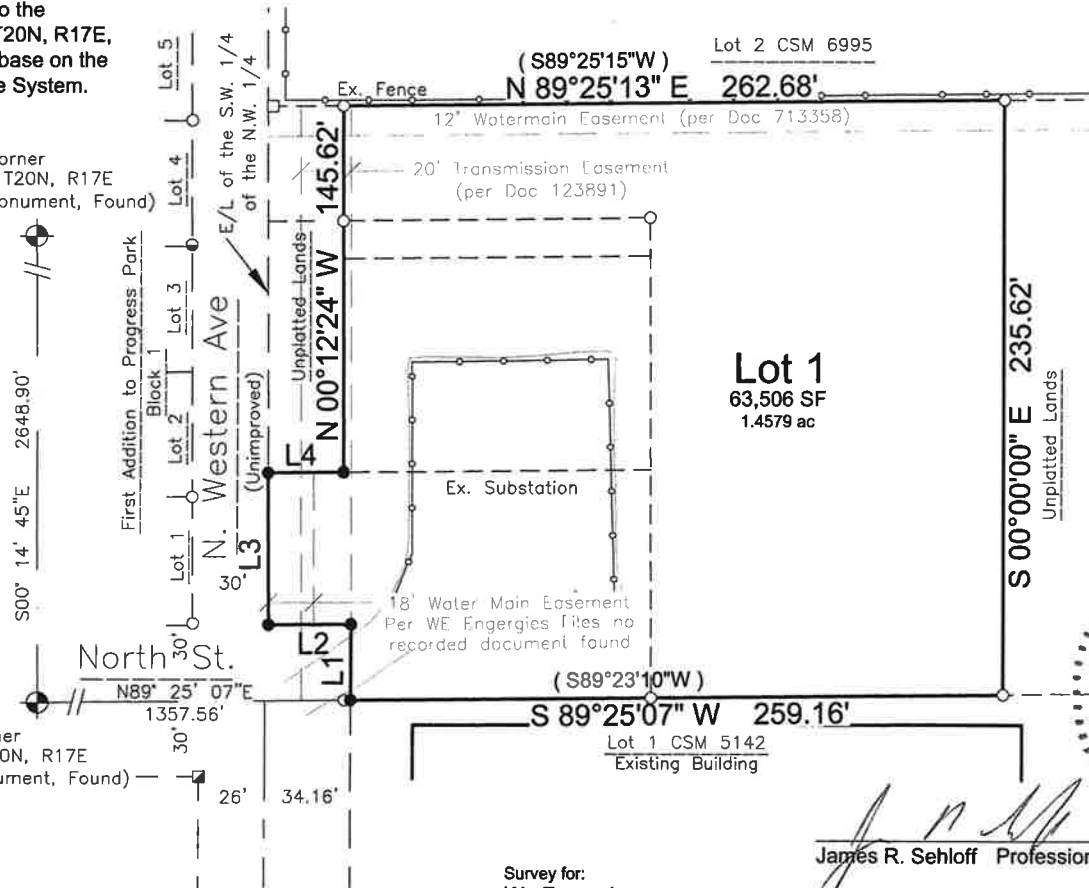 o the
T20N, R17E,
base on the
e System.
Lot 5
E/L of the S.W. 1/4
of the N.W. 1/4
(S89°25'15"W)
Lot 2 CSM 6995
Ex. Fence
N 89°25'13" E 262.68'
12' Watermain Easement (per Doc 713358)
orner
T20N, R17E
onument, Found)
Lot 4
145.62'
20' Transmission Easement
(per Doc 123891)
First Addition to Progress Park
Block 1
Lot 3
Unplatted Lands
N 00°12'24" W
235.62'
S00° 14' 45"E 2648.90'
Lot 2
N. Western Ave
(Unimproved)
Lot 1
63,506 SF
1.4579 ac
Unplatted Lands
S 00°00'00" E
L4
Ex. Substation
Lot 1
L3
30'
18' Water Main Easement
Per WE Engergies Files no
recorded document found
L2
North St.
30'
L1
N89° 25' 07"E
1357.56'
(S89°23'10"W)
S 89°25'07" W 259.16'
30'
Lot 1 CSM 5142
Existing Building
ner
0N, R17E
ument, Found)
26'
34.16'
James R. Sehloff Profession
Survey for: